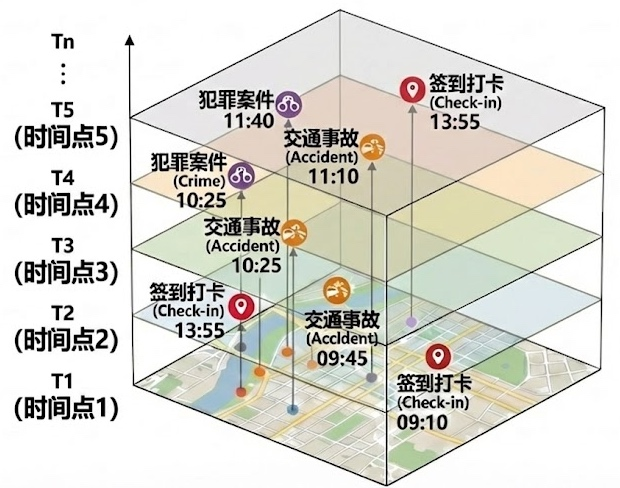 Tn
⋮
T5
(时间点5)
T4
(时间点4)
T3
(时间点3)
T2
(时间点2)
T1
(时间点1)
犯罪案件
11:40
签到打卡
(Check-in)
13:55
交通事故
(Accident)
11:10
犯罪案件
(Crime)
10:25
交通事故
(Accident)
10:25
签到打卡
(Check-in)
13:55
交通事故
(Accident)
09:45
签到打卡
(Check-in)
09:10